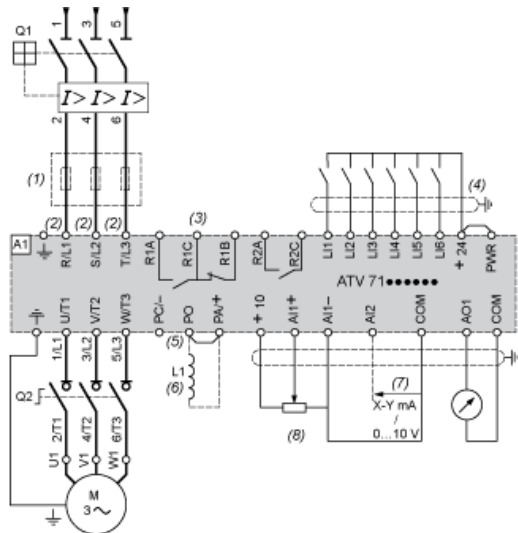 1 3 5
Q1
I> I> I>
2 4 6
(1)
(2) (2) (2) (3) (4)
A1 R/L1 S/L2 T/L3 R1A R1C R1B R2A R2C LI1 LI2 LI3 LI4 LI5 LI6 + 24 PWR
ATV 71●●●●●●
U/T1 V/T2 W/T3 PC/– PO PA/+ + 10 AI1+ AI1– AI2 COM AO1 COM
1/L1 3/L2 5/L3 (5)
Q2 L1 (7)
(6) X-Y mA
/
2/T1 4/T2 6/T3 (8) 0...10 V
U1 V1 W1
M
3 ~